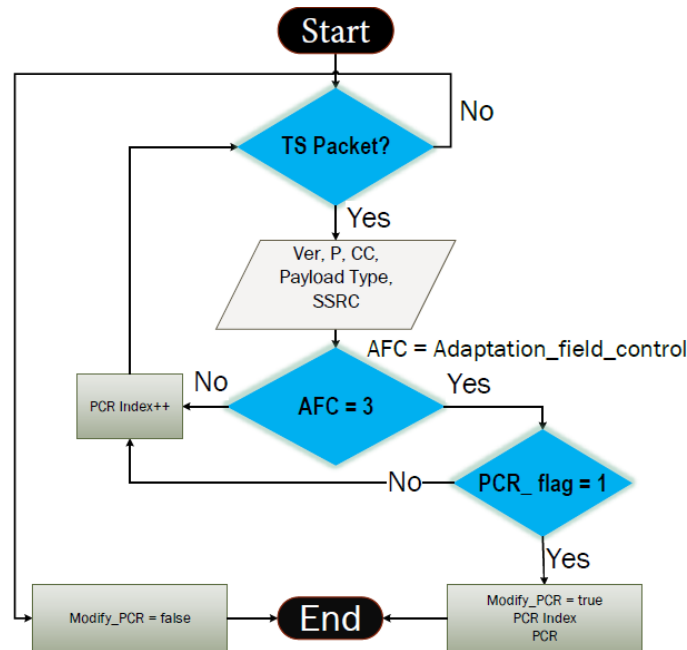 Start
No
TS Packet?
Yes
Ver, P, CC,
Payload Type,
SSRC
AFC = Adaptation_field_control
No
Yes
PCR Index++
AFC = 3
No
PCR_ flag = 1
Yes
Modify_PCR = false
End
Modify_PCR = true
PCR Index
PCR